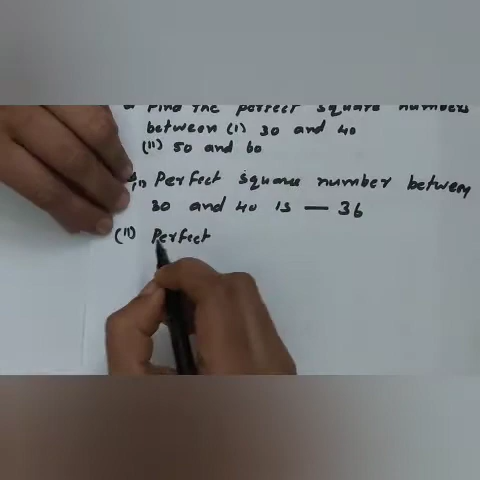 Find the perfect square numbers
between (i) 30 and 40
(ii) 50 and 60
Perfect square number between
30 and 40 is — 36
(ii) Perfect